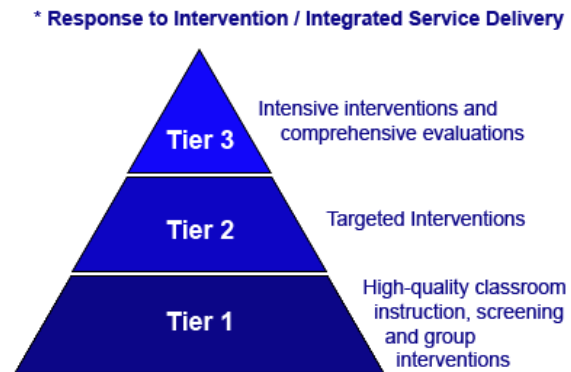 * Response to Intervention / Integrated Service Delivery
Tier 3
Intensive interventions and
comprehensive evaluations
Tier 2
Targeted Interventions
Tier 1
High-quality classroom
instruction, screening
and group
interventions